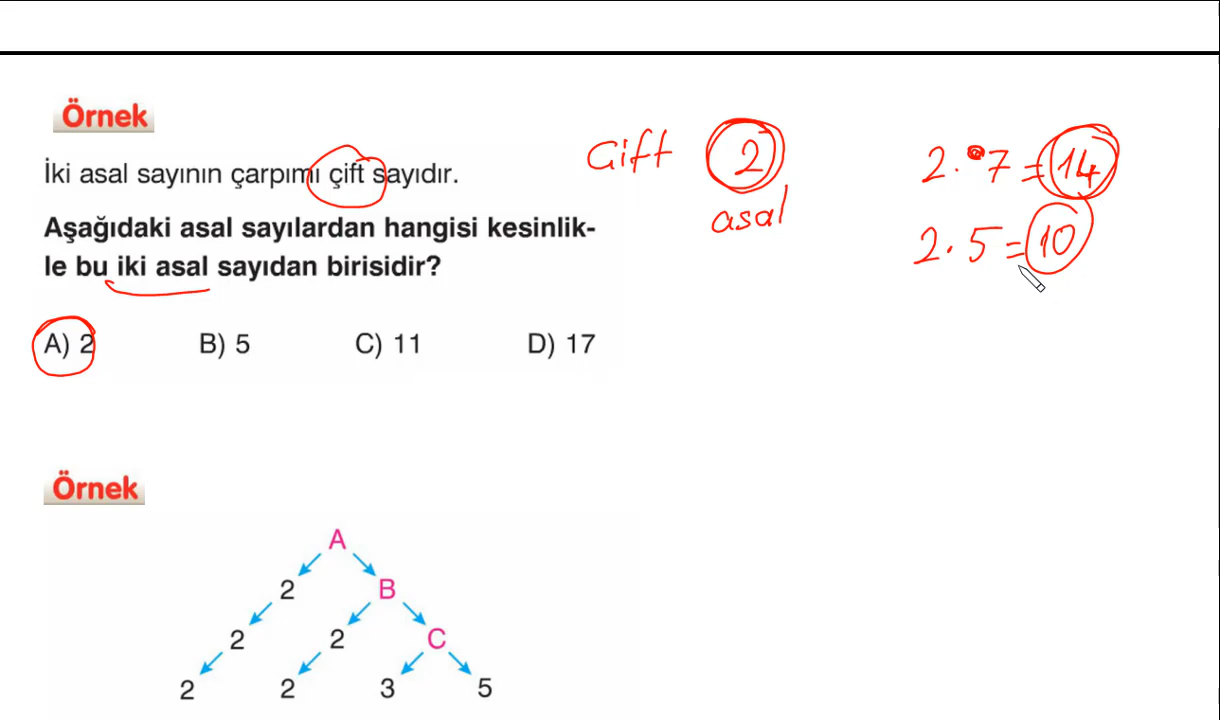 Örnek
İki asal sayının çarpımı çift sayıdır.
Aşağıdaki asal sayılardan hangisi kesinlik-
le bu iki asal sayıdan birisidir?
A) 2 B) 5 C) 11 D) 17
Çift 2
asal
2 . 7 = 14
2 . 5 = 10
Örnek
A
2 B
2 2 C
2 2 3 5